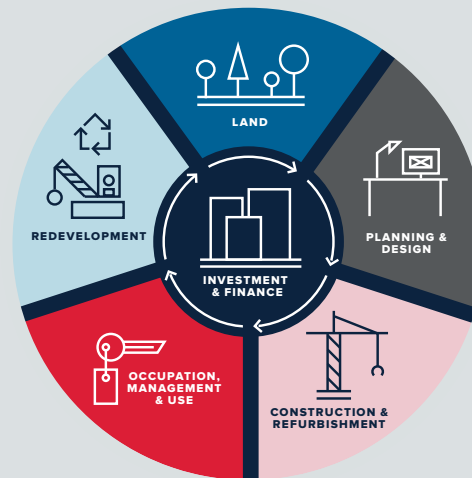 LAND
PLANNING &
DESIGN
CONSTRUCTION &
REFURBISHMENT
OCCUPATION,
MANAGEMENT
& USE
REDEVELOPMENT
INVESTMENT
& FINANCE